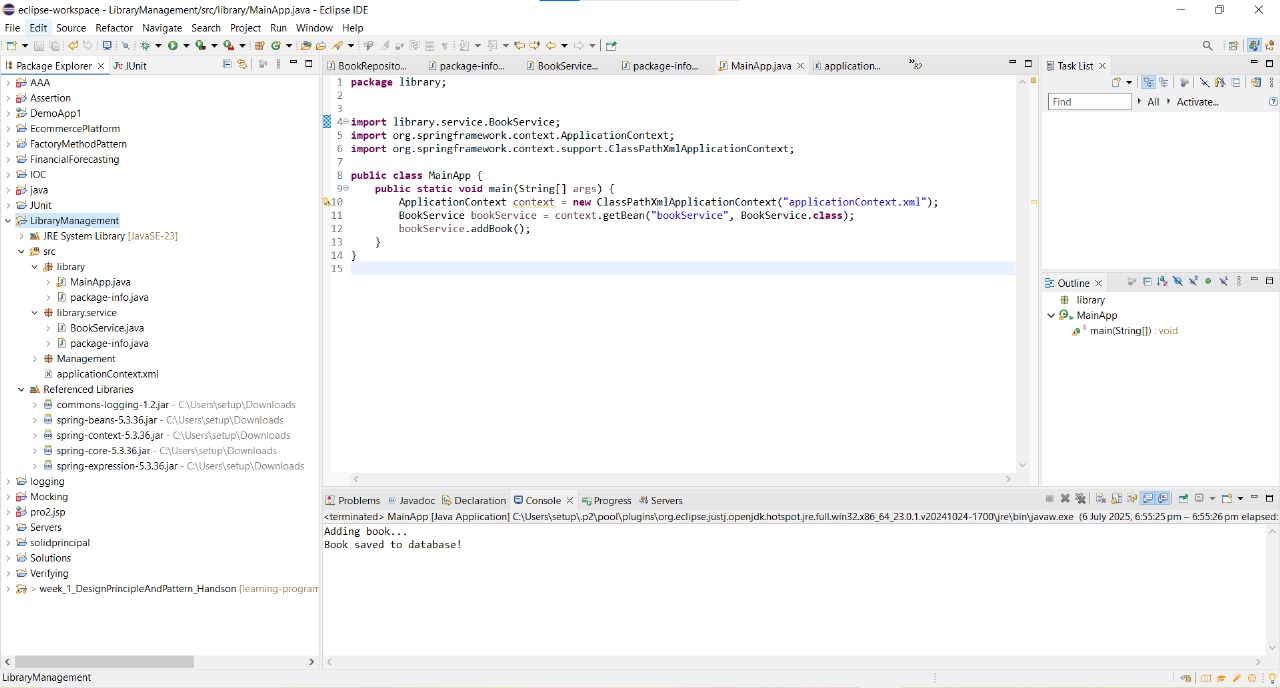 eclipse-workspace - LibraryManagement/src/library/MainApp.java - Eclipse IDE
File Edit Source Refactor Navigate Search Project Run Window Help
Package Explorer
JUnit
AAA
Assertion
DemoApp1
EcommercePlatform
FactoryMethodPattern
FinancialForecasting
IOC
java
JUnit
LibraryManagement
JRE System Library [JavaSE-23]
src
library
MainApp.java
package-info.java
library.service
BookService.java
package-info.java
Management
applicationContext.xml
Referenced Libraries
commons-logging-1.2.jar - C:\Users\setup\Downloads
spring-beans-5.3.36.jar - C:\Users\setup\Downloads
spring-context-5.3.36.jar - C:\Users\setup\Downloads
spring-core-5.3.36.jar - C:\Users\setup\Downloads
spring-expression-5.3.36.jar - C:\Users\setup\Downloads
logging
Mocking
pro2.jsp
Servers
solidprincipal
Solutions
Verifying
> week_1_DesignPrincipleAndPattern_Handson [learning-program
BookReposito... package-info... BookService... package-info... MainApp.java application... »82
1 package library;
2
3
4 import library.service.BookService;
5 import org.springframework.context.ApplicationContext;
6 import org.springframework.context.support.ClassPathXmlApplicationContext;
7
8 public class MainApp {
9 public static void main(String[] args) {
10 ApplicationContext context = new ClassPathXmlApplicationContext("applicationContext.xml");
11 BookService bookService = context.getBean("bookService", BookService.class);
12 bookService.addBook();
13 }
14 }
15
Task List
Find All Activate...
Outline
library
MainApp
main(String[]) : void
Problems Javadoc Declaration Console Progress Servers
<terminated> MainApp [Java Application] C:\Users\setup\.p2\pool\plugins\org.eclipse.justj.openjdk.hotspot.jre.full.win32.x86_64_23.0.1.v20241024-1700\jre\bin\javaw.exe (6 July 2025, 6:55:25 pm – 6:55:26 pm elapsed:
Adding book...
Book saved to database!
LibraryManagement